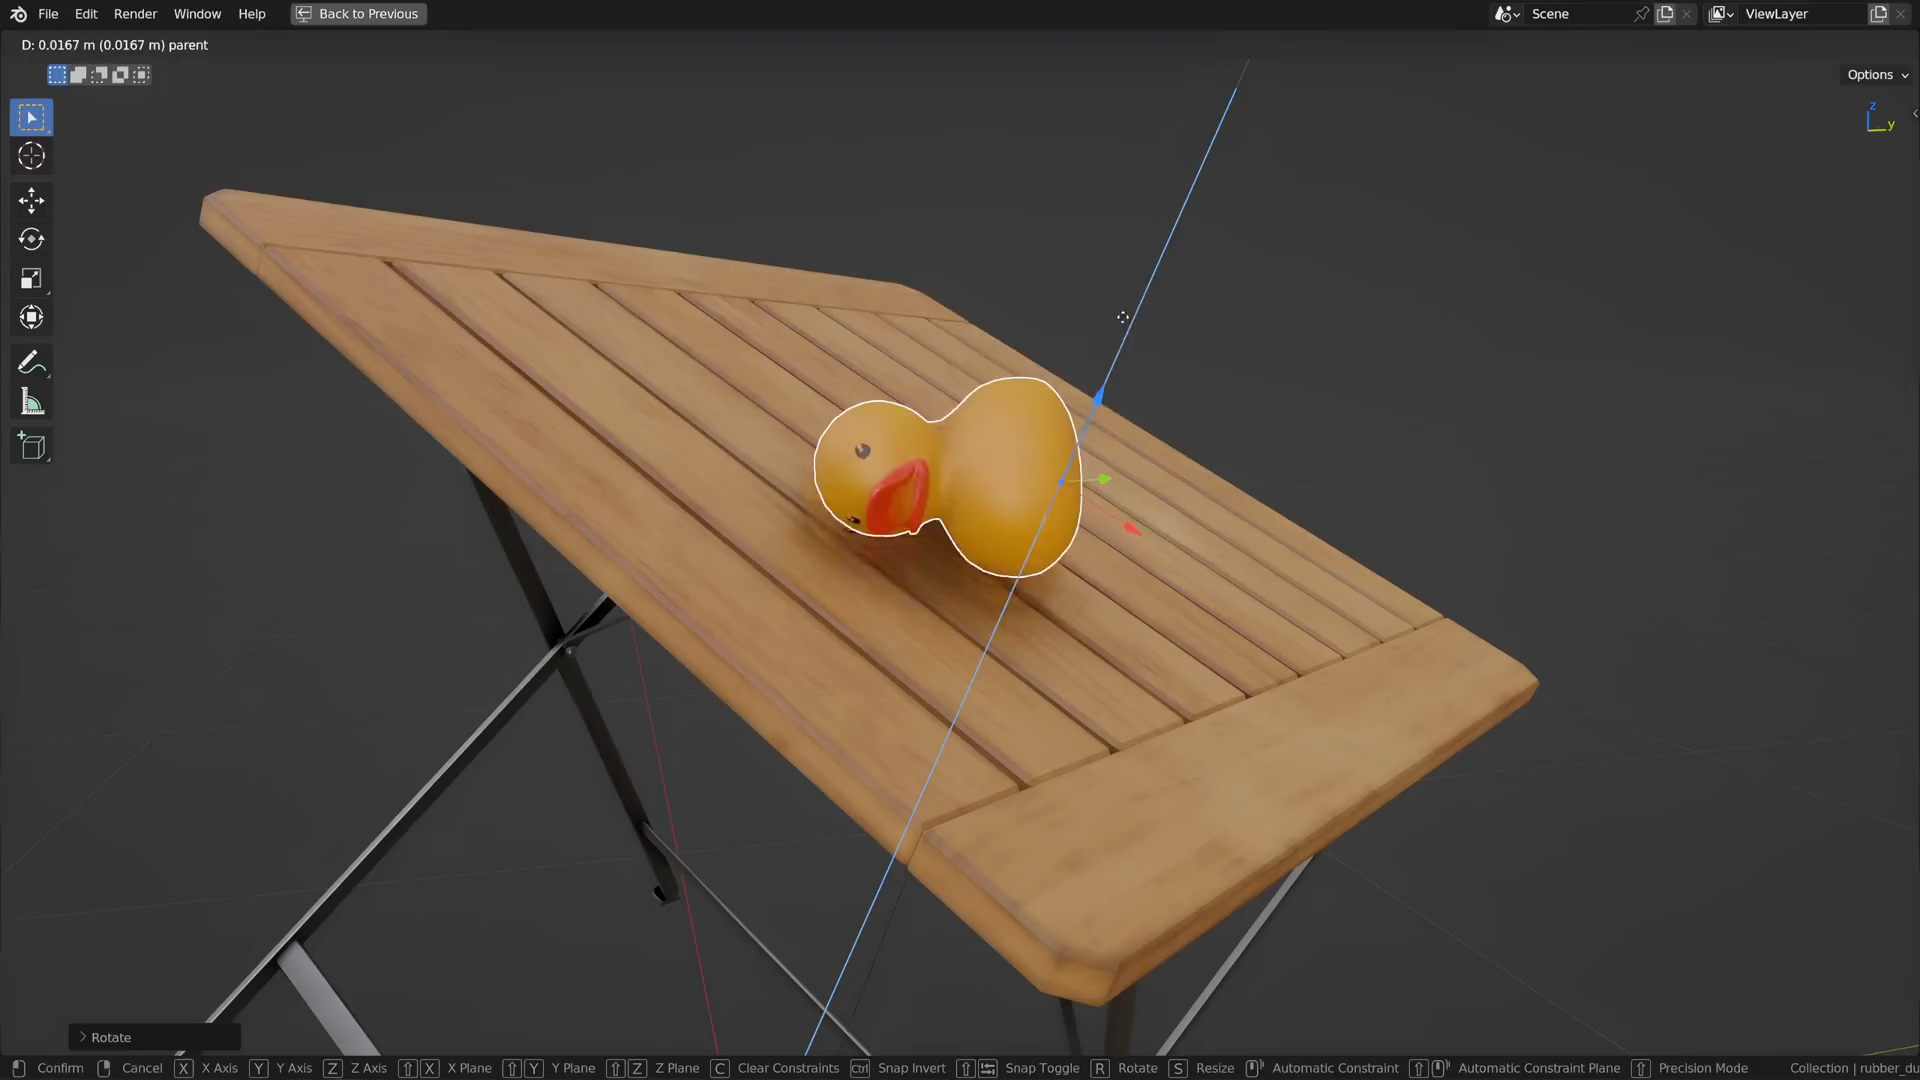 File Edit Render Window Help Back to Previous Scene ViewLayer
D: 0.0167 m (0.0167 m) parent
Options
z
y
Rotate
Confirm Cancel X X Axis Y Y Axis Z Z Axis X X Plane Y Y Plane Z Z Plane C Clear Constraints Ctrl Snap Invert Snap Toggle R Rotate S Resize Automatic Constraint Automatic Constraint Plane Precision Mode Collection | rubber_du